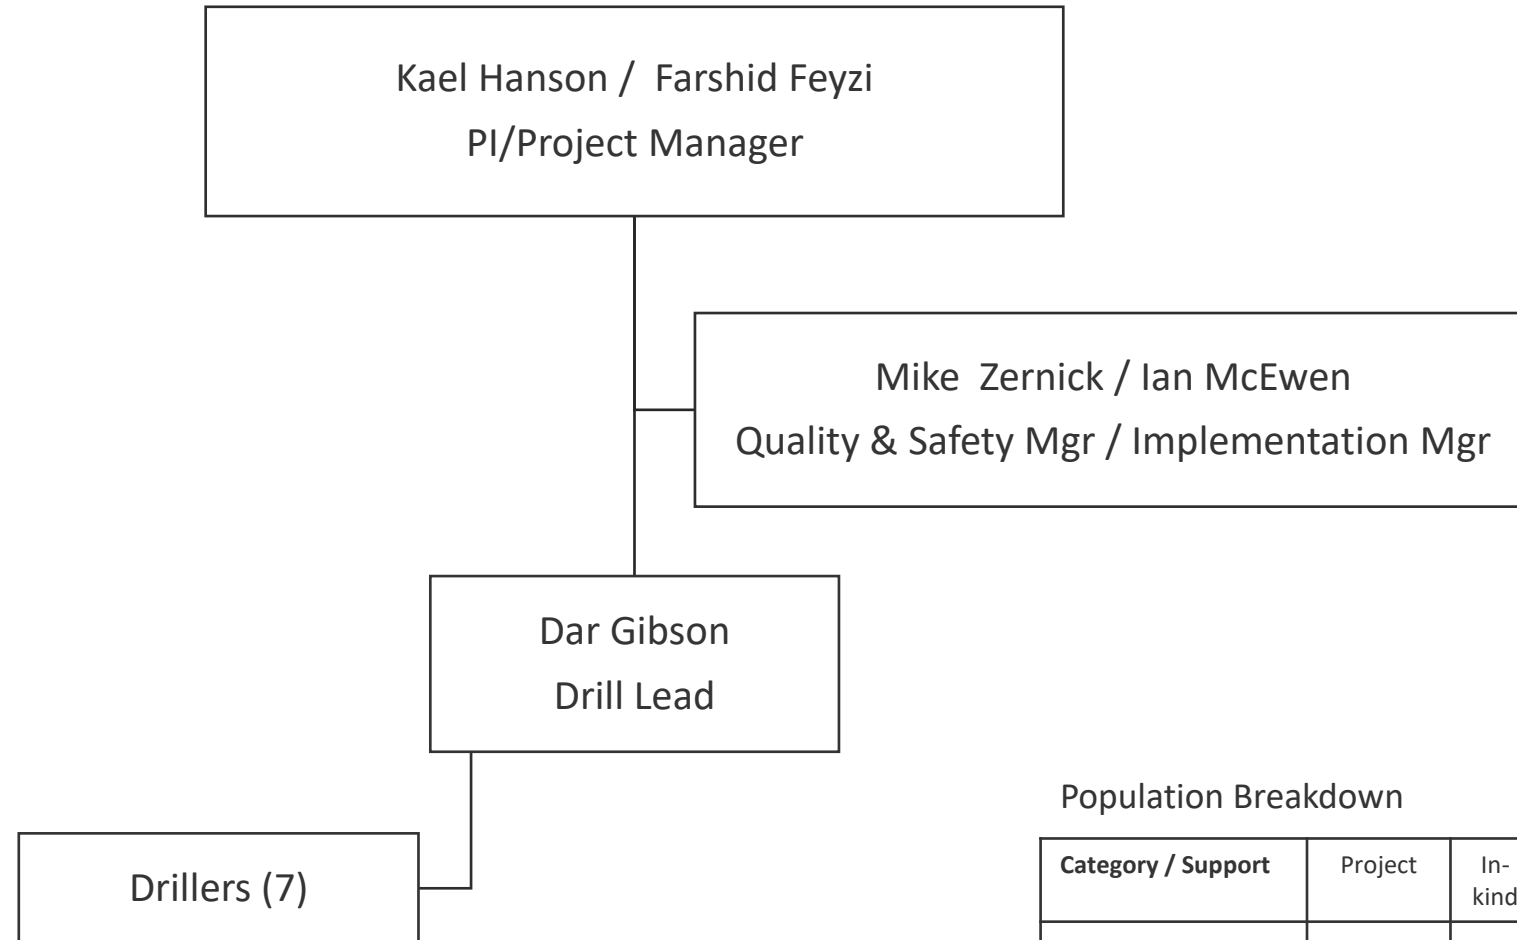 Kael Hanson / Farshid Feyzi
PI/Project Manager
Mike Zernick / Ian McEwen
Quality & Safety Mgr / Implementation Mgr
Dar Gibson
Drill Lead
Drillers (7)
Population Breakdown
Category / Support Project In-
kind